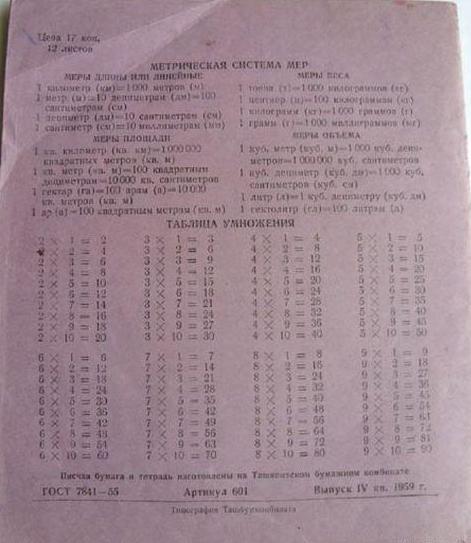 Цена 17 коп.
12 листов
МЕТРИЧЕСКАЯ СИСТЕМА МЕР
МЕРЫ ДЛИНЫ ИЛИ ЛИНЕЙНЫЕ
1 километр (км)=1000 метров (м)
1 метр (м)=10 дециметрам (дм)=100
сантиметрам (см)
1 дециметр (дм)=10 сантиметрам (см)
1 сантиметр (см)=10 миллиметрам (мм)
МЕРЫ ПЛОЩАДИ
1 кв. километр (кв. км)=1 000 000
квадратных метров (кв. м)
1 кв. метр (кв. м)=100 квадратным
дециметрам=10 000 кв. сантиметров
1 гектар (га)=100 арам (а)=10 000
кв. метров (кв. м)
1 ар (а)=100 квадратным метрам (кв. м)
МЕРЫ ВЕСА
1 тонна (т)=1 000 килограммов (кг)
1 центнер (ц)=100 килограммам (кг)
1 килограмм (кг)=1 000 граммов (г)
1 грамм (г)=1 000 миллиграммов (мг)
МЕРЫ ОБЪЕМА
1 куб. метр (куб. м)=1 000 куб. деци-
метров=1 000 000 куб. сантиметров
1 куб. дециметр (куб. дм)=1 000 куб.
сантиметров (куб. см)
1 литр (л)=1 куб. дециметру (куб. дм)
1 гектолитр (гл)=100 литрам (л)
ТАБЛИЦА УМНОЖЕНИЯ
2 × 1 = 2 3 × 1 = 3 4 × 1 = 4 5 × 1 = 5
2 × 2 = 4 3 × 2 = 6 4 × 2 = 8 5 × 2 = 10
2 × 3 = 6 3 × 3 = 9 4 × 3 = 12 5 × 3 = 15
2 × 4 = 8 3 × 4 = 12 4 × 4 = 16 5 × 4 = 20
2 × 5 = 10 3 × 5 = 15 4 × 5 = 20 5 × 5 = 25
2 × 6 = 12 3 × 6 = 18 4 × 6 = 24 5 × 6 = 30
2 × 7 = 14 3 × 7 = 21 4 × 7 = 28 5 × 7 = 35
2 × 8 = 16 3 × 8 = 24 4 × 8 = 32 5 × 8 = 40
2 × 9 = 18 3 × 9 = 27 4 × 9 = 36 5 × 9 = 45
2 × 10 = 20 3 × 10 = 30 4 × 10 = 40 5 × 10 = 50
6 × 1 = 6 7 × 1 = 7 8 × 1 = 8 9 × 1 = 9
6 × 2 = 12 7 × 2 = 14 8 × 2 = 16 9 × 2 = 18
6 × 3 = 18 7 × 3 = 21 8 × 3 = 24 9 × 3 = 27
6 × 4 = 24 7 × 4 = 28 8 × 4 = 32 9 × 4 = 36
6 × 5 = 30 7 × 5 = 35 8 × 5 = 40 9 × 5 = 45
6 × 6 = 36 7 × 6 = 42 8 × 6 = 48 9 × 6 = 54
6 × 7 = 42 7 × 7 = 49 8 × 7 = 56 9 × 7 = 63
6 × 8 = 48 7 × 8 = 56 8 × 8 = 64 9 × 8 = 72
6 × 9 = 54 7 × 9 = 63 8 × 9 = 72 9 × 9 = 81
6 × 10 = 60 7 × 10 = 70 8 × 10 = 80 9 × 10 = 90
Писчая бумага и тетрадь изготовлены на Ташкентском бумажном комбинате
ГОСТ 7841—55 Артикул 601 Выпуск IV кв. 1959 г.
Типография Ташбумкомбината